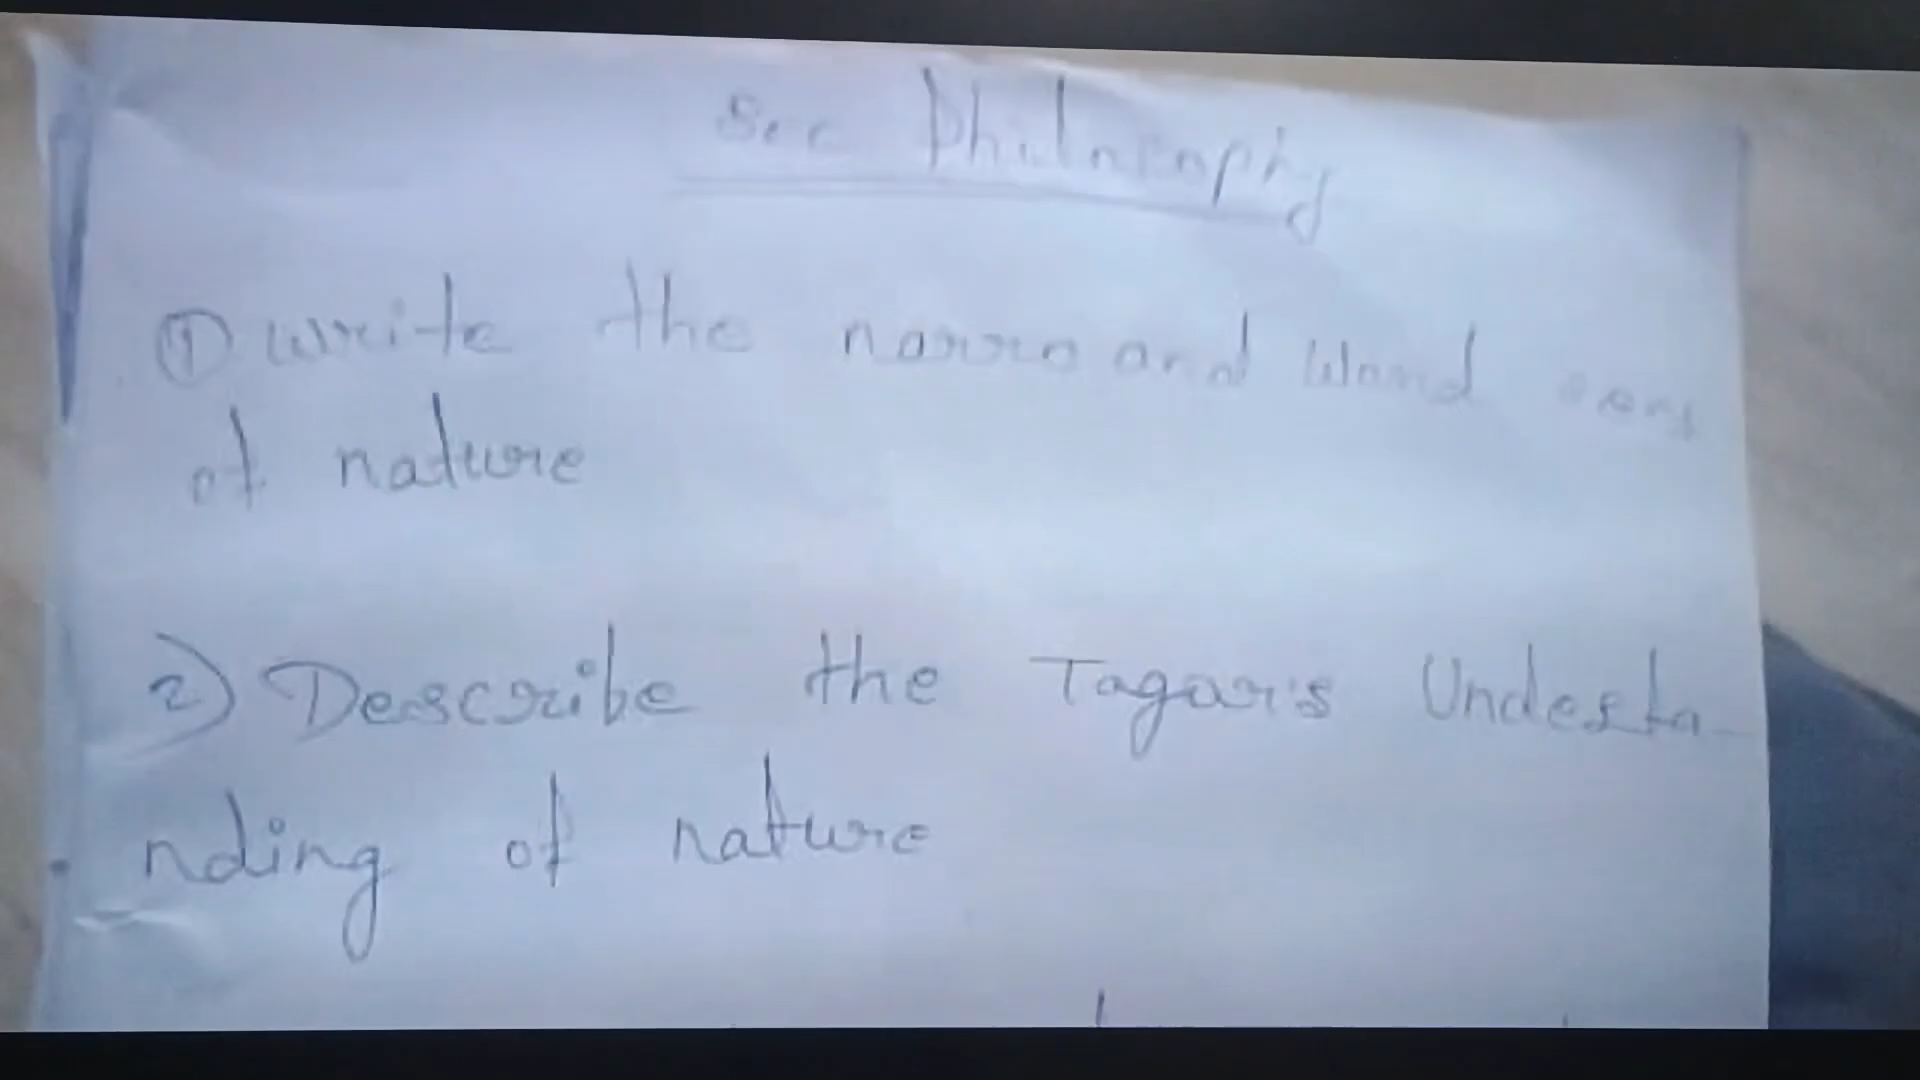 Sec Philosophy
① write the narro and
of nature
2) Describe the Tagor's Understa-
nding of nature